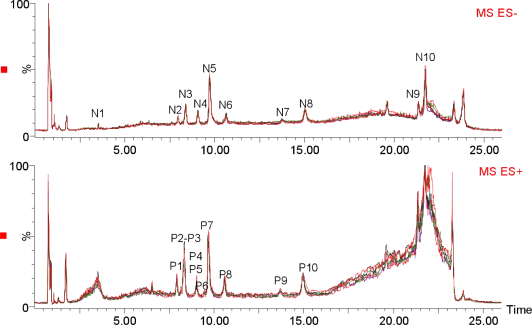 100
MS ES-
N10
N5
%
N3
N9
N2
N4
N6
N8
N1
N7
0
5.00
10.00
15.00
20.00
25.00
100
MS ES+
P7
P2-P3
%
P4
P1
P5
P8
P10
P6
P9
0
Time
5.00
10.00
15.00
20.00
25.00